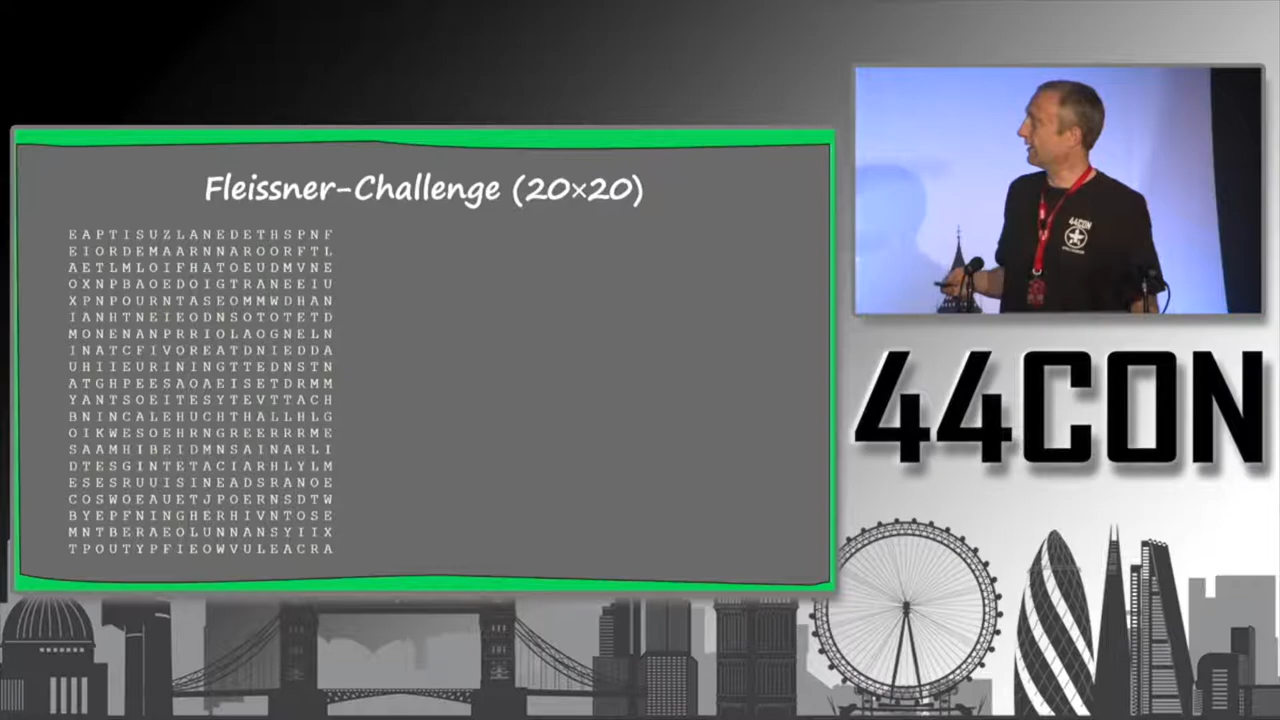 Fleissner-Challenge (20×20)
E A P T I S U Z L A N E D E T H S P N F
E I O R D E M A A R N N A R O O R F T L
A E T L M L O I F H A T O E U D M V N E
O X N P B A O E D O I G T R A N E E I U
X P N P O U R N T A S E O M M W D H A N
I A N H T N E I E O D N S O T O T E T D
M O N E N A N P R R I O L A O G N E L N
I N A T C F I V O R E A T D N I E D D A
U H I I E U R I N I N G T T E D N S T N
A T G H P E E S A O A E I S E T D R M M
Y A N T S O E I T E S Y T E V T T A C H
B N I N C A L E H U C H T H A L L H L G
O I K W E S O E H R N G R E E R R R M E
S A A M H I B E I D M N S A I N A R L I
D T E S G I N T E T A C I A R H L Y L M
E S E S R U U I S I N E A D S R A N O E
C O S W O E A U E T J P O E R N S D T W
B Y E P F N I N G H E R H I V N T O S E
M N T B E R A E O L U N N A N S Y I I X
T P O U T Y P F I E O W V U L E A C R A
44CON
44CON